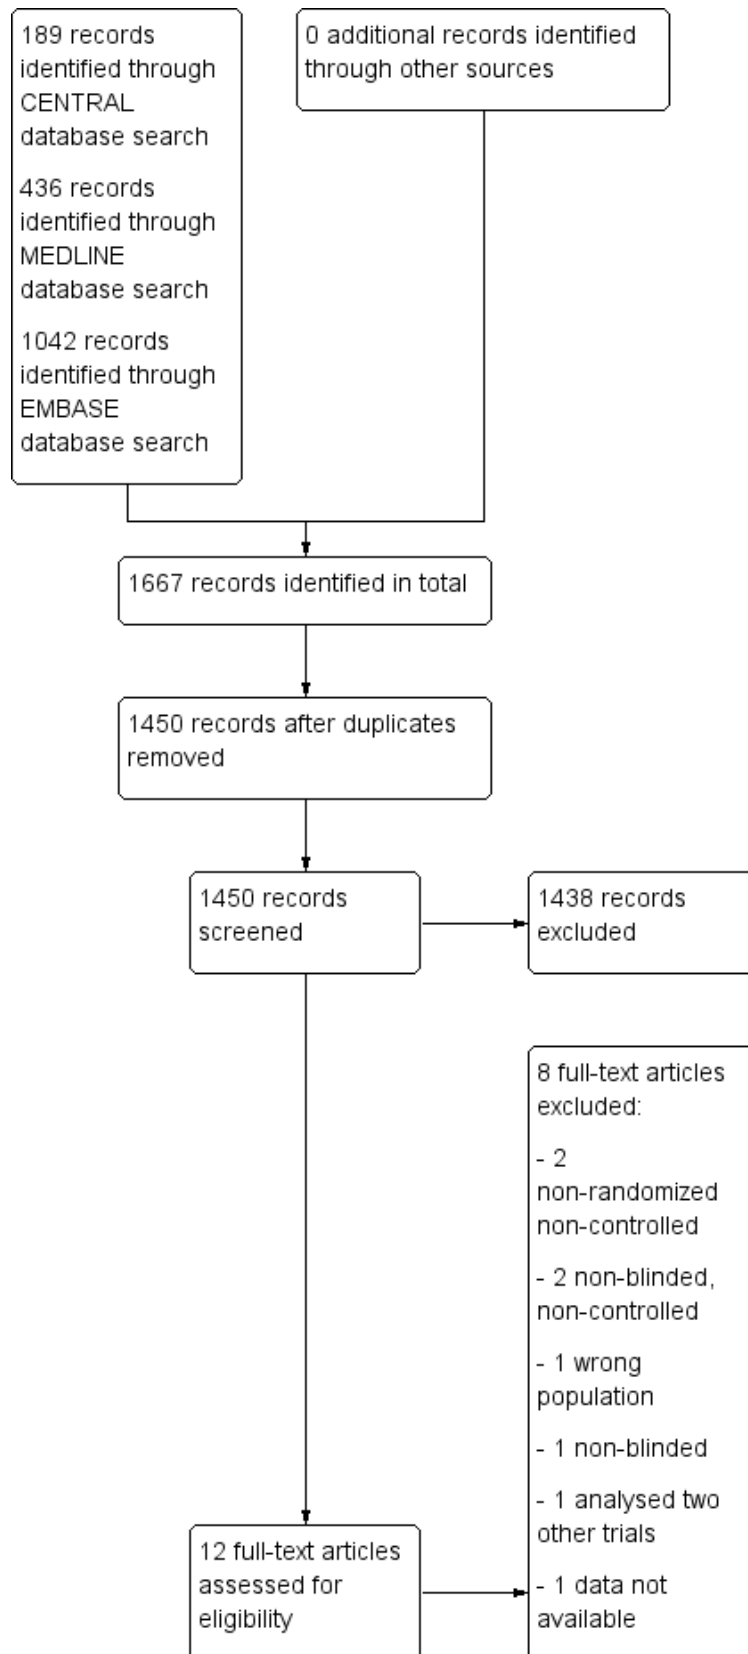 189 records
identified through
CENTRAL
database search
436 records
identified through
MEDLINE
database search
1042 records
identified through
EMBASE
database search
0 additional records identified
through other sources
1667 records identified in total
1450 records after duplicates
removed
1450 records
screened
1438 records
excluded
8 full-text articles
excluded:
- 2
non-randomized
non-controlled
- 2 non-blinded,
non-controlled
- 1 wrong
population
- 1 non-blinded
- 1 analysed two
other trials
- 1 data not
available
12 full-text articles
assessed for
eligibility